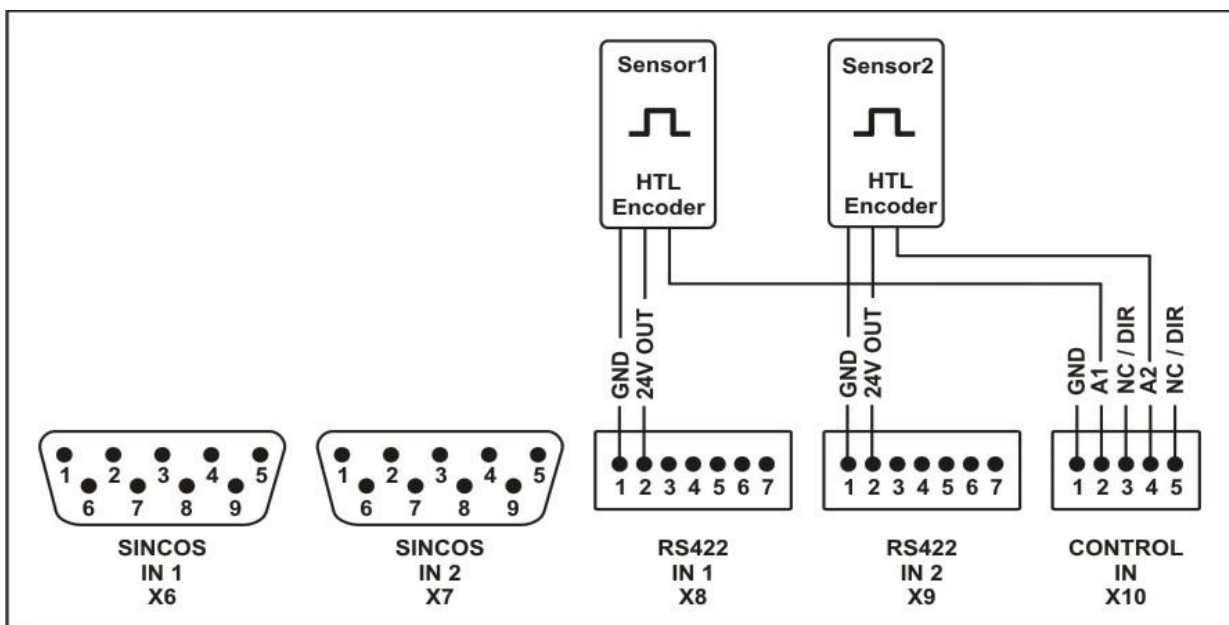 Sensor1
HTL
Encoder
Sensor2
HTL
Encoder
GND
24V OUT
GND
24V OUT
GND
A1
NC / DIR
A2
NC / DIR
1 2 3 4 5
6 7 8 9
SINCOS
IN 1
X6
1 2 3 4 5
6 7 8 9
SINCOS
IN 2
X7
1 2 3 4 5 6 7
RS422
IN 1
X8
1 2 3 4 5 6 7
RS422
IN 2
X9
1 2 3 4 5
CONTROL
IN
X10